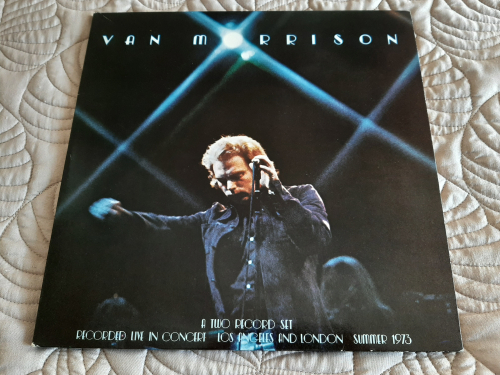 VAN MORRISON
A TWO RECORD SET
RECORDED LIVE IN CONCERT LOS ANGELES AND LONDON SUMMER 1973